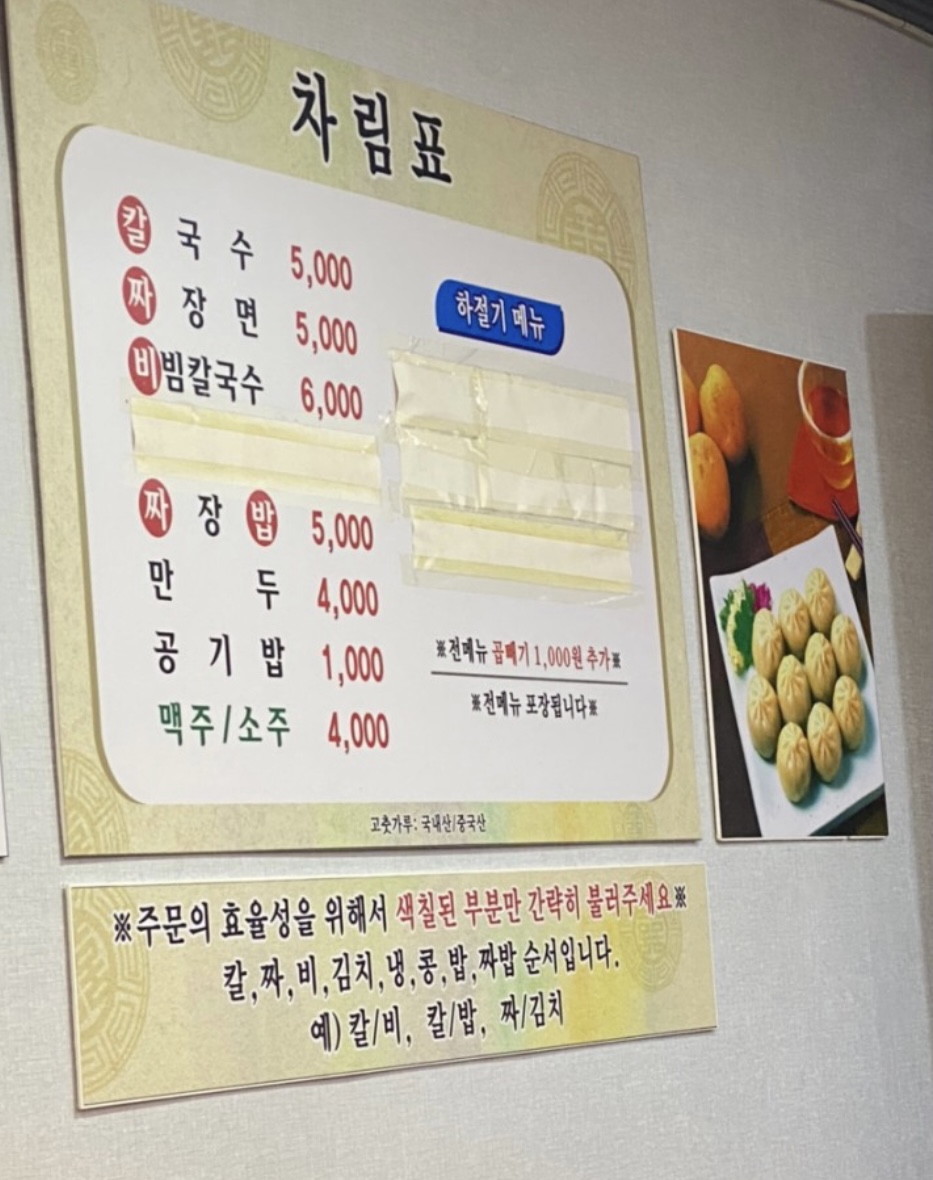 차림표
칼국수 5,000
짜장면 5,000
비빔칼국수 6,000
짜장밥 5,000
만두 4,000
공기밥 1,000
맥주/소주 4,000
하절기 메뉴
※전메뉴 곱빼기 1,000원 추가※
※전메뉴 포장됩니다※
고춧가루: 국내산/중국산
※주문의 효율성을 위해서 색칠된 부분만 간략히 불러주세요※
칼,짜,비,김치,냉,콩,밥,짜밥 순서입니다.
예) 칼/비, 칼/밥, 짜/김치